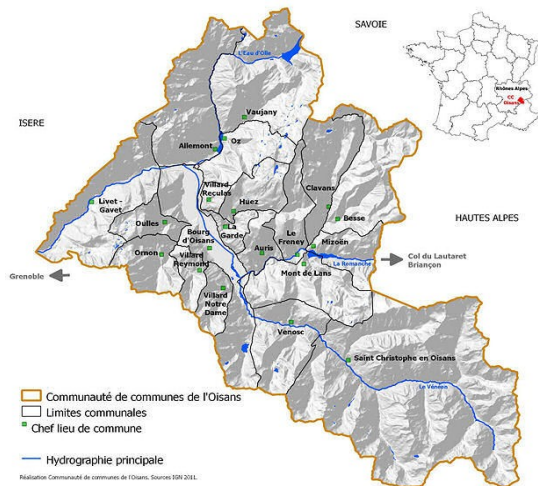 SAVOIE
L'Eau d'Olle
Rhônes Alpes
CC
Oisans
ISERE
Vaujany
Oz
Allemont
Villard
Reculas
Huez
Clavans
Besse
Livet -
Gavet
HAUTES ALPES
Oulles
La
Garde
Bourg
d'Oisans
Le
Freney
Mizoën
Auris
Ornon
Villard
Reymond
Mont de Lans
La Romanche
Col du Lautaret
Briançon
Grenoble
Villard
Notre
Dame
Vénosc
Saint Christophe en Oisans
Le Vénéon
Communauté de communes de l'Oisans
Limites communales
Chef lieu de commune
Hydrographie principale
Réalisation Communauté de communes de l'Oisans. Sources IGN 2011.